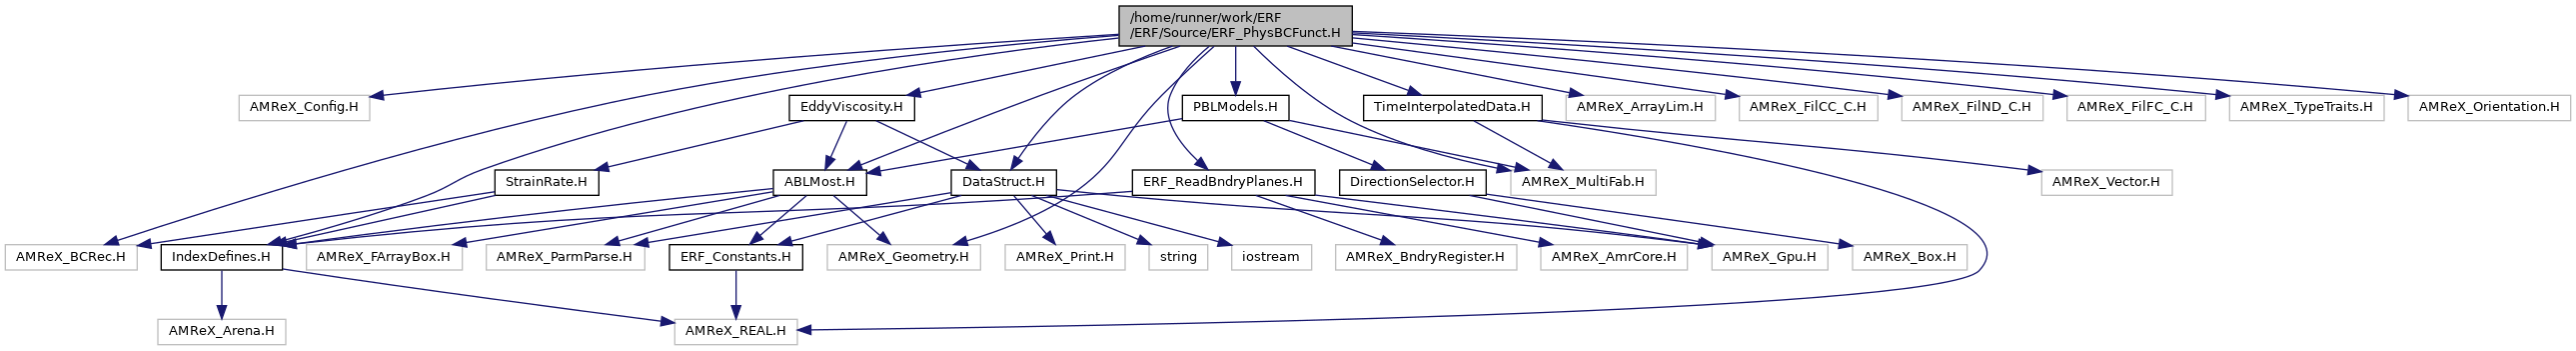 /home/runner/work/ERF
/ERF/Source/ERF_PhysBCFunct.H
AMReX_Config.H
EddyViscosity.H
PBLModels.H
TimeInterpolatedData.H
AMReX_ArrayLim.H
AMReX_FilCC_C.H
AMReX_FilND_C.H
AMReX_FilFC_C.H
AMReX_TypeTraits.H
AMReX_Orientation.H
StrainRate.H
ABLMost.H
DataStruct.H
ERF_ReadBndryPlanes.H
DirectionSelector.H
AMReX_MultiFab.H
AMReX_Vector.H
AMReX_BCRec.H
IndexDefines.H
AMReX_FArrayBox.H
AMReX_ParmParse.H
ERF_Constants.H
AMReX_Geometry.H
AMReX_Print.H
string
iostream
AMReX_BndryRegister.H
AMReX_AmrCore.H
AMReX_Gpu.H
AMReX_Box.H
AMReX_Arena.H
AMReX_REAL.H